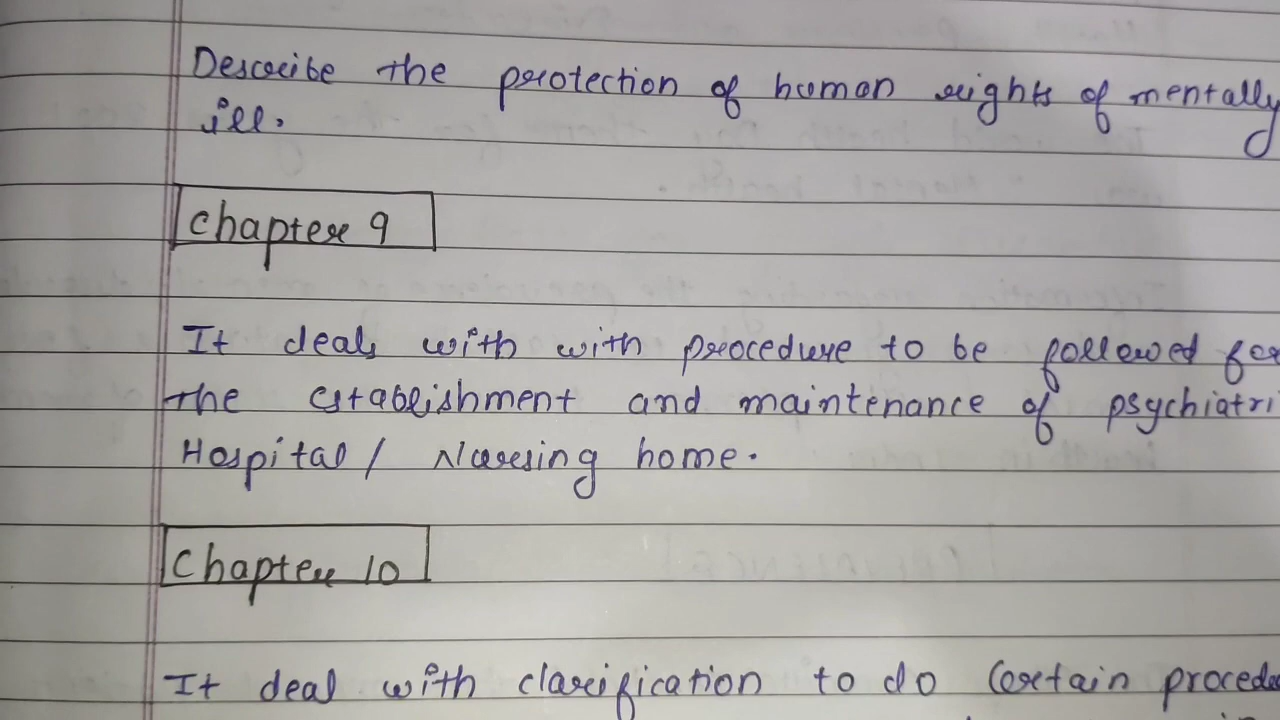 Describe the protection of human rights of mentally
ill.
Chapter 9
It deals with with procedure to be followed for
the establishment and maintenance of psychiatri
Hospital / Nursing home.
Chapter 10
It deal with clarification to do Certain